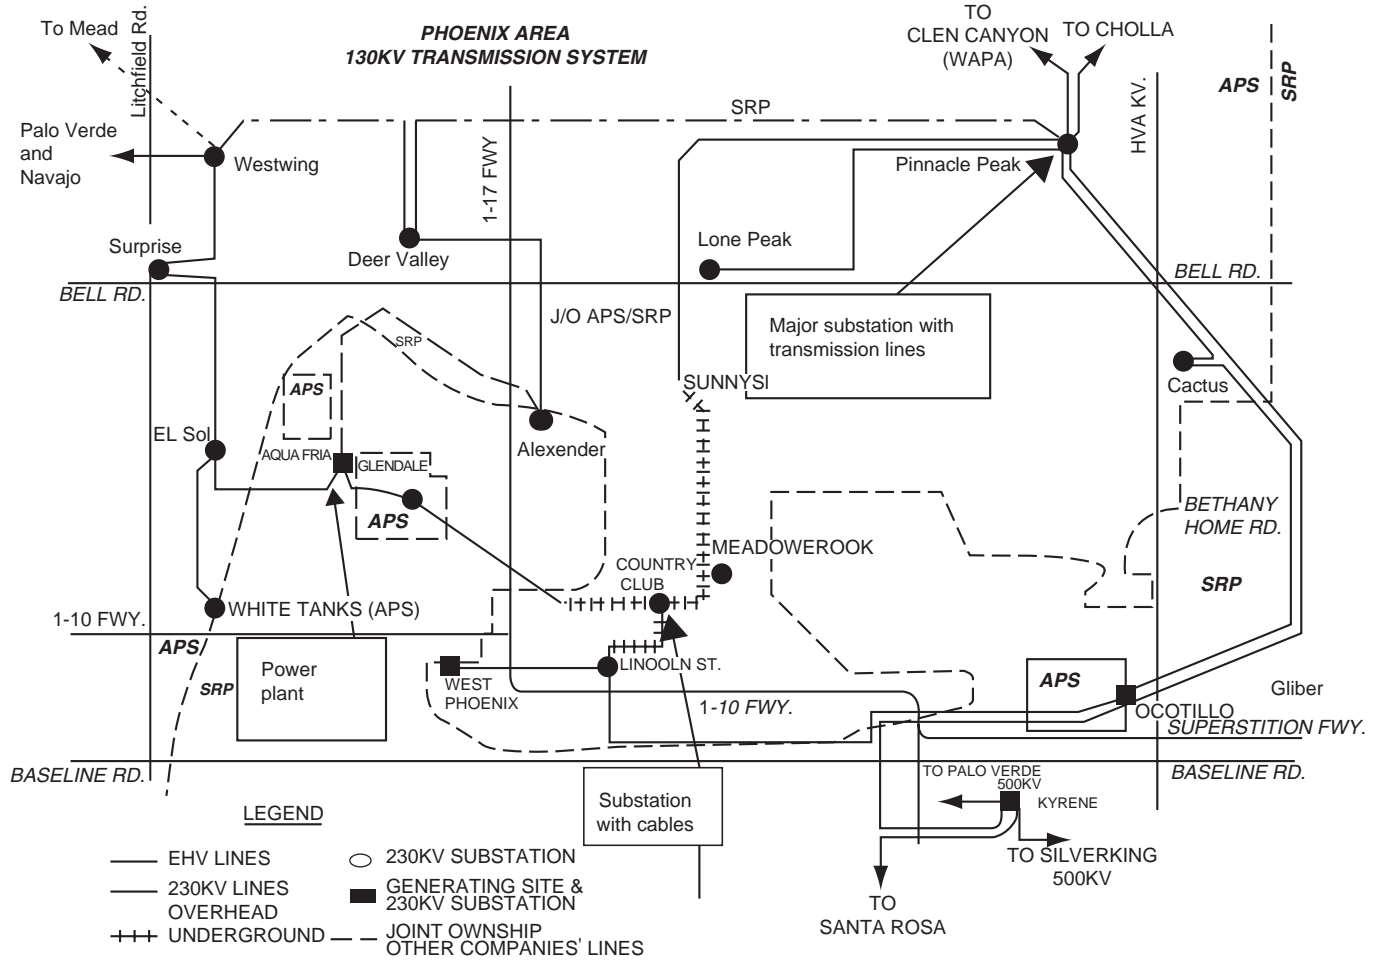 To Mead
Litchfield Rd.
PHOENIX AREA
130KV TRANSMISSION SYSTEM
TO
CLEN CANYON
(WAPA)
TO CHOLLA
APS
SRP
HVA KV.
SRP
Palo Verde
and
Navajo
Westwing
1-17 FWY
Pinnacle Peak
Surprise
Deer Valley
Lone Peak
BELL RD.
BELL RD.
J/O APS/SRP
Major substation with
transmission lines
SRP
SUNNYSI
Cactus
APS
EL Sol
AQUA FRIA
GLENDALE
Alexender
APS
BETHANY
HOME RD.
MEADOWEROOK
COUNTRY
CLUB
SRP
WHITE TANKS (APS)
1-10 FWY.
APS
SRP
Power
plant
WEST
PHOENIX
LINOOLN ST.
1-10 FWY.
APS
OCOTILLO
Gliber
SUPERSTITION FWY.
BASELINE RD.
BASELINE RD.
TO PALO VERDE
500KV
KYRENE
Substation
with cables
TO SILVERKING
500KV
TO
SANTA ROSA
LEGEND
EHV LINES
230KV LINES
OVERHEAD
UNDERGROUND
230KV SUBSTATION
GENERATING SITE &
230KV SUBSTATION
JOINT OWNSHIP
OTHER COMPANIES' LINES